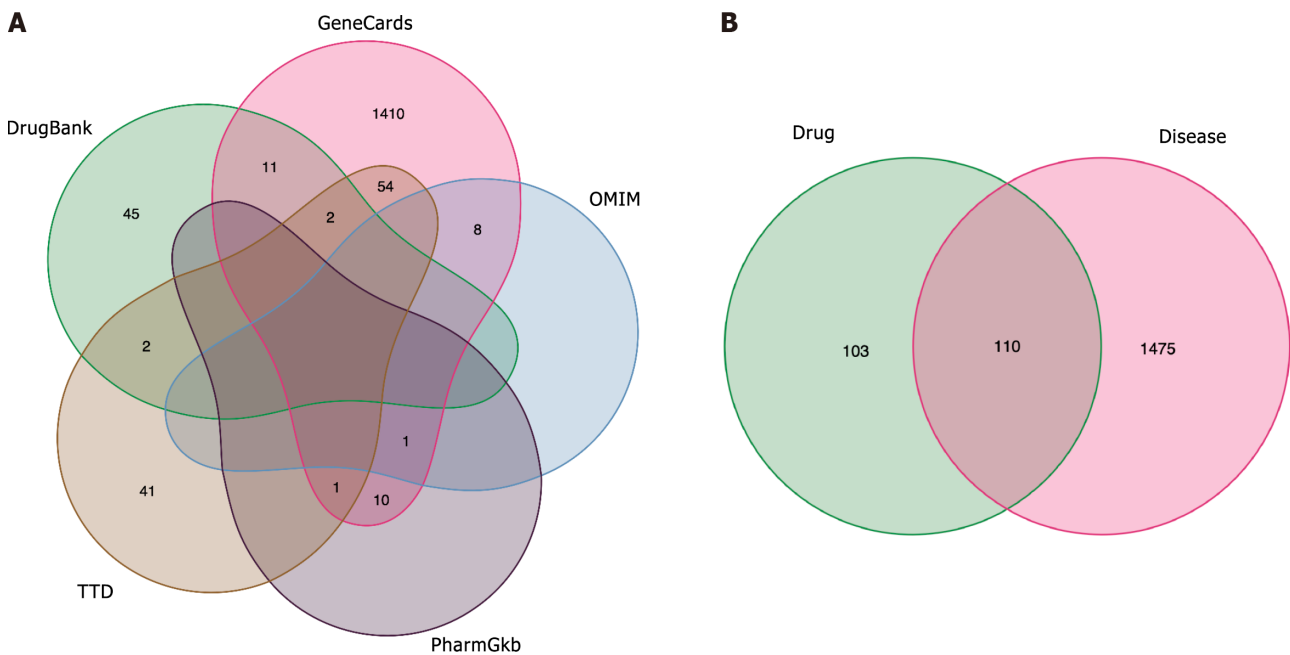 A
GeneCards
DrugBank
1410
11
54
45
2
OMIM
8
2
1
41
1
10
TTD
PharmGkb
B
Drug
Disease
103
110
1475